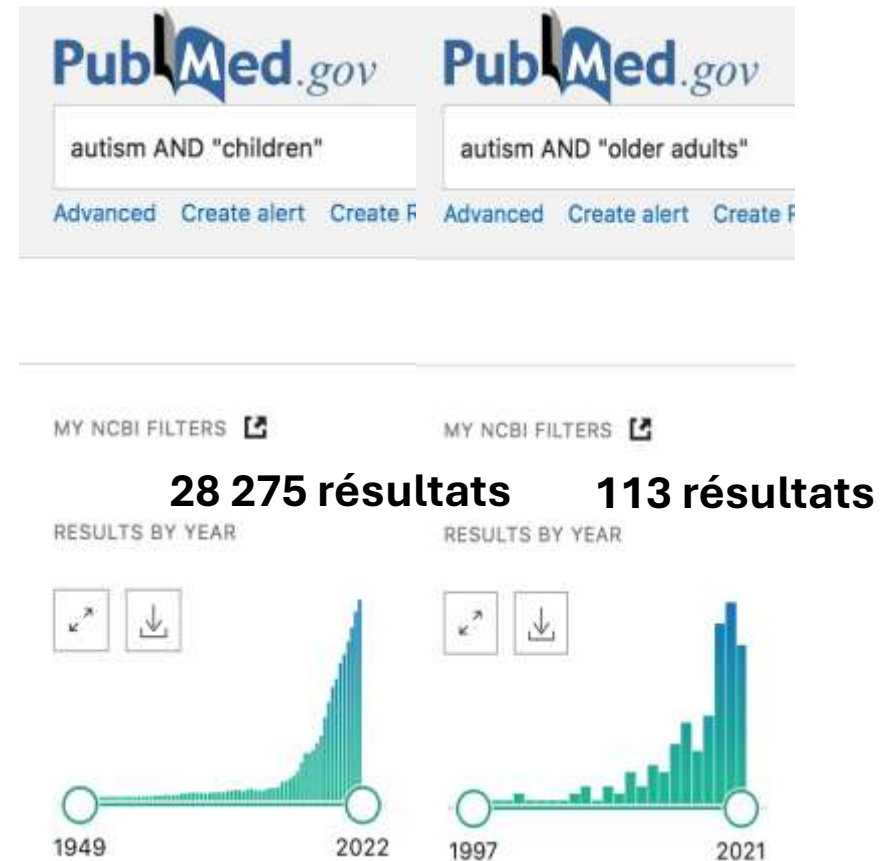 PubMed.gov
autism AND "children"
Advanced Create alert Create
MY NCBI FILTERS
28 275 résultats
RESULTS BY YEAR
1949 2022
PubMed.gov
autism AND "older adults"
Advanced Create alert Create
MY NCBI FILTERS
113 résultats
RESULTS BY YEAR
1997 2021